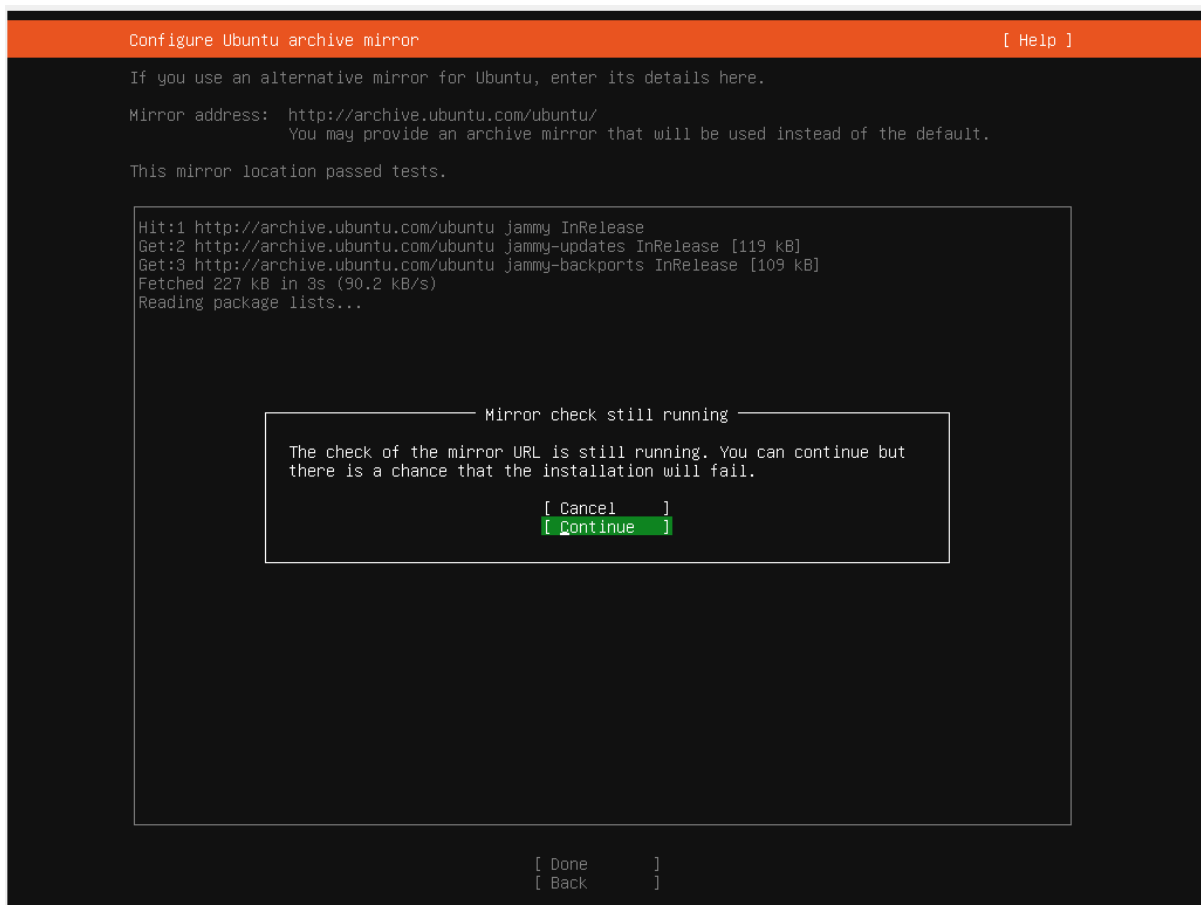 Configure Ubuntu archive mirror [ Help ]
If you use an alternative mirror for Ubuntu, enter its details here.
Mirror address: http://archive.ubuntu.com/ubuntu/
You may provide an archive mirror that will be used instead of the default.
This mirror location passed tests.
Hit:1 http://archive.ubuntu.com/ubuntu jammy InRelease
Get:2 http://archive.ubuntu.com/ubuntu jammy-updates InRelease [119 kB]
Get:3 http://archive.ubuntu.com/ubuntu jammy-backports InRelease [109 kB]
Fetched 227 kB in 3s (90.2 kB/s)
Reading package lists...
Mirror check still running
The check of the mirror URL is still running. You can continue but
there is a chance that the installation will fail.
[ Cancel ]
[ Continue ]
[ Done ]
[ Back ]